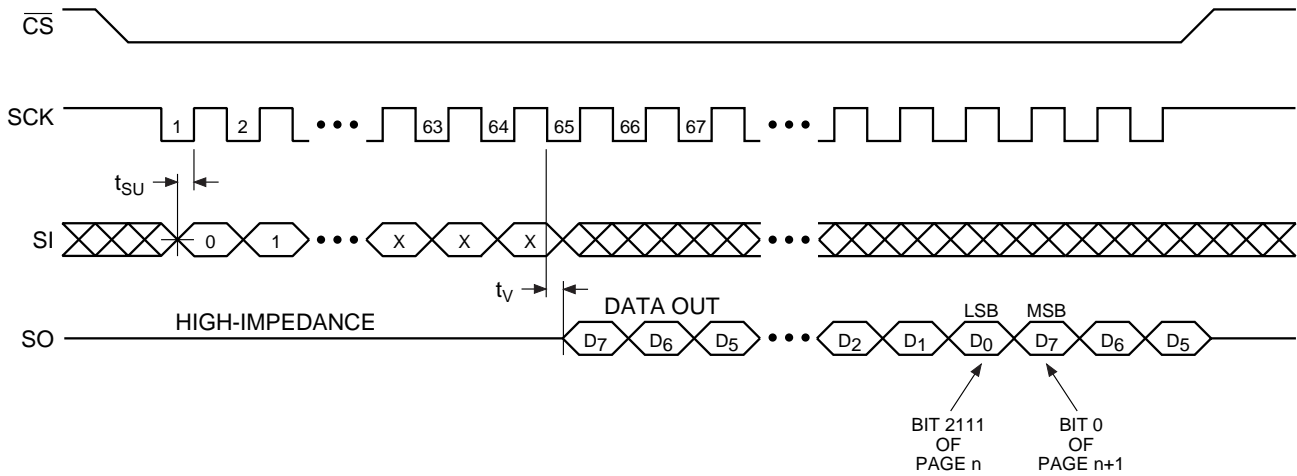 CS
SCK
1 2 ••• 63 64 65 66 67 •••
tSU
SI
0 1 ••• X X X •••
tV
DATA OUT
HIGH-IMPEDANCE
LSB MSB
SO
D7 D6 D5 ••• D2 D1 D0 D7 D6 D5
BIT 2111
OF
PAGE n
BIT 0
OF
PAGE n+1